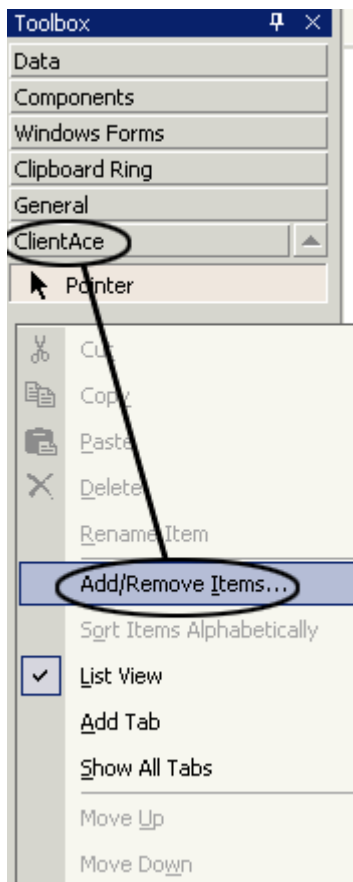 Toolbox
Data
Components
Windows Forms
Clipboard Ring
General
ClientAce
Pointer
Cut
Copy
Paste
Delete
Rename Item
Add/Remove Items...
Sort Items Alphabetically
List View
Add Tab
Show All Tabs
Move Up
Move Down